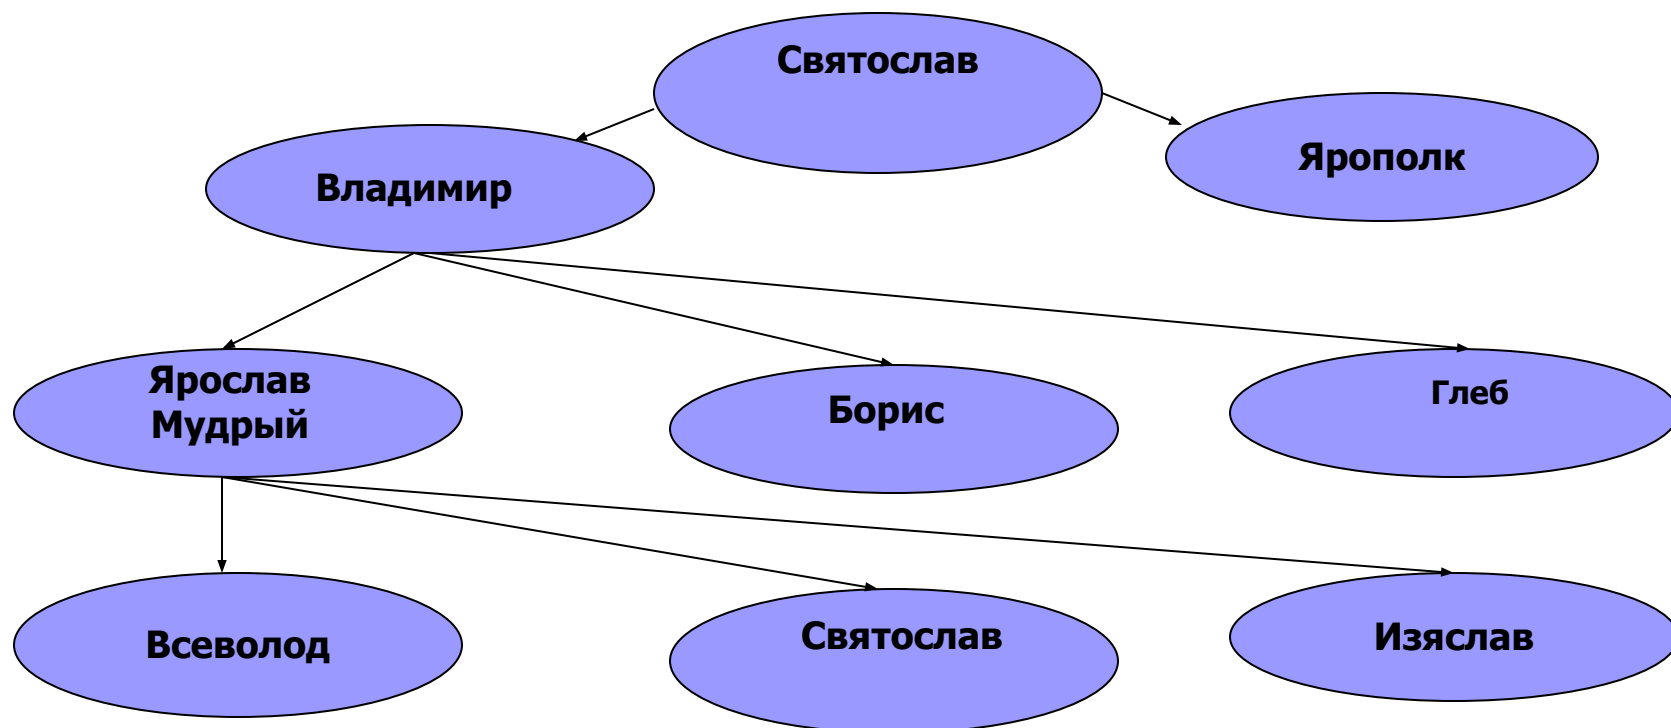 Святослав
Ярополк
Владимир
Ярослав
Мудрый
Борис
Глеб
Всеволод
Святослав
Изяслав